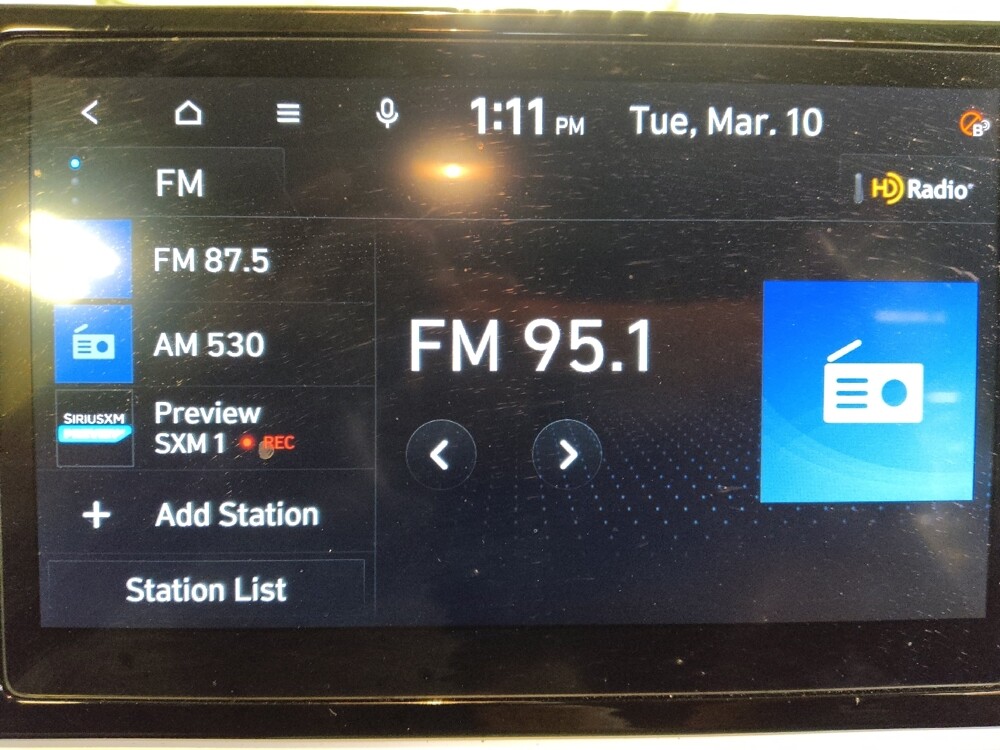 1:11 PM Tue, Mar. 10
B
FM
HD Radio
FM 87.5
AM 530
SIRIUSXM
Preview
SXM 1 REC
FM 95.1
Add Station
Station List